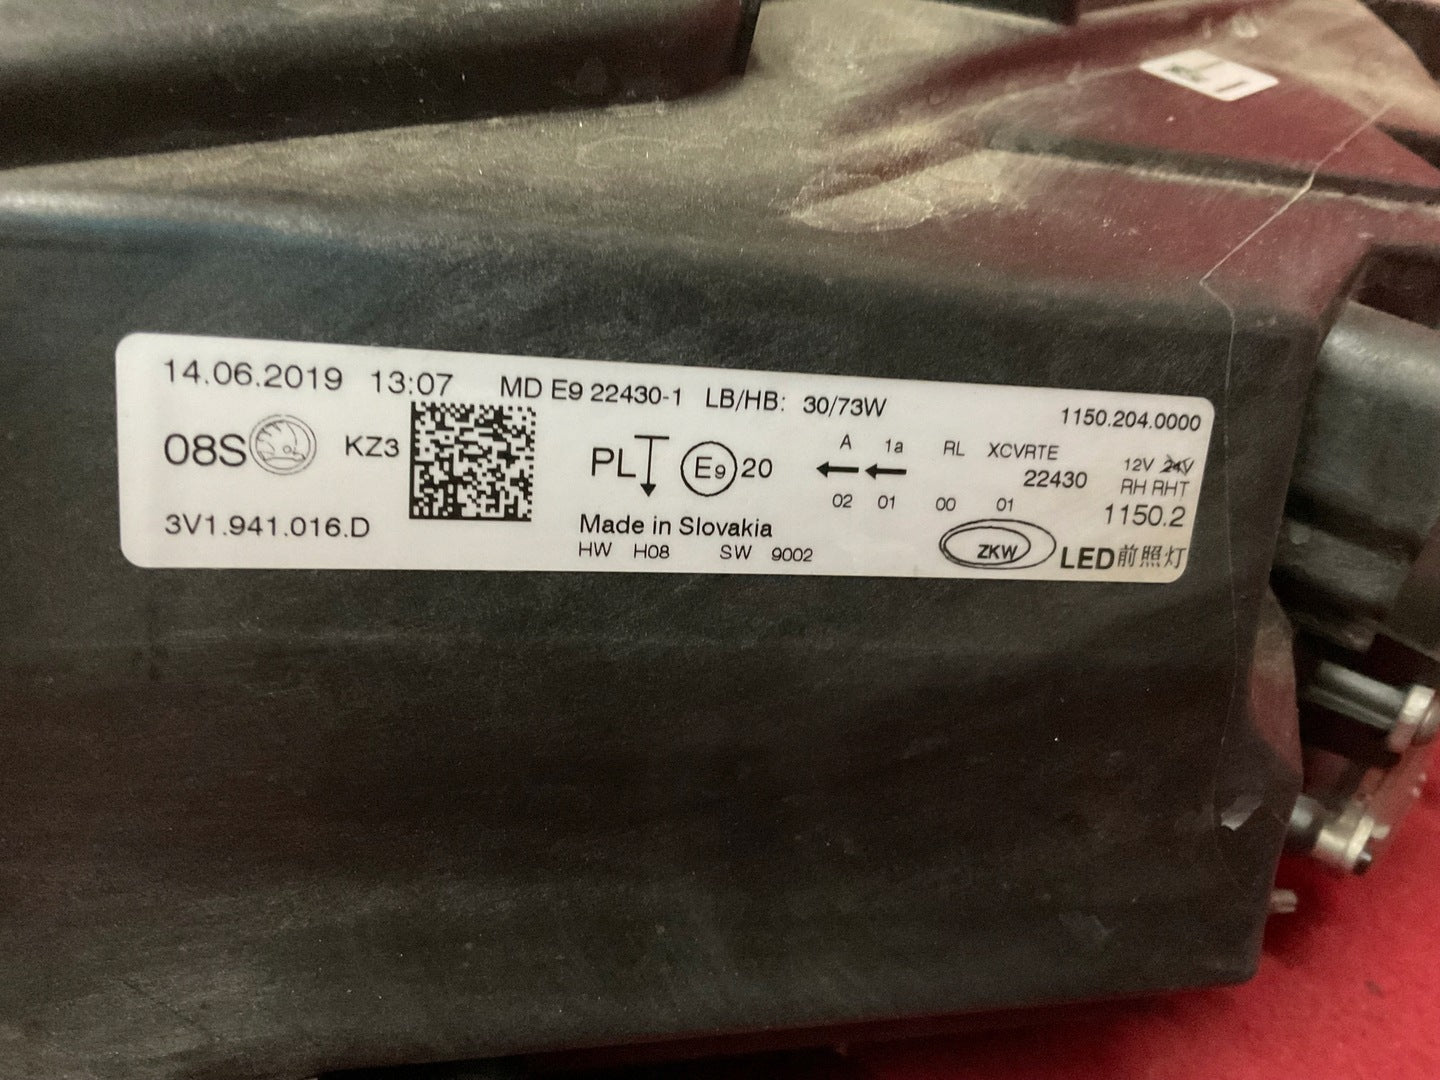 14.06.2019 13:07 MD E9 22430-1 LB/HB: 30/73W 1150.204.0000
08S KZ3 PL E9 20 A 1a RL XCVRTE 12V 24V
22430 RH RHT
02 01 00 01 1150.2
3V1.941.016.D Made in Slovakia
HW H08 SW 9002 ZKW LED前照灯